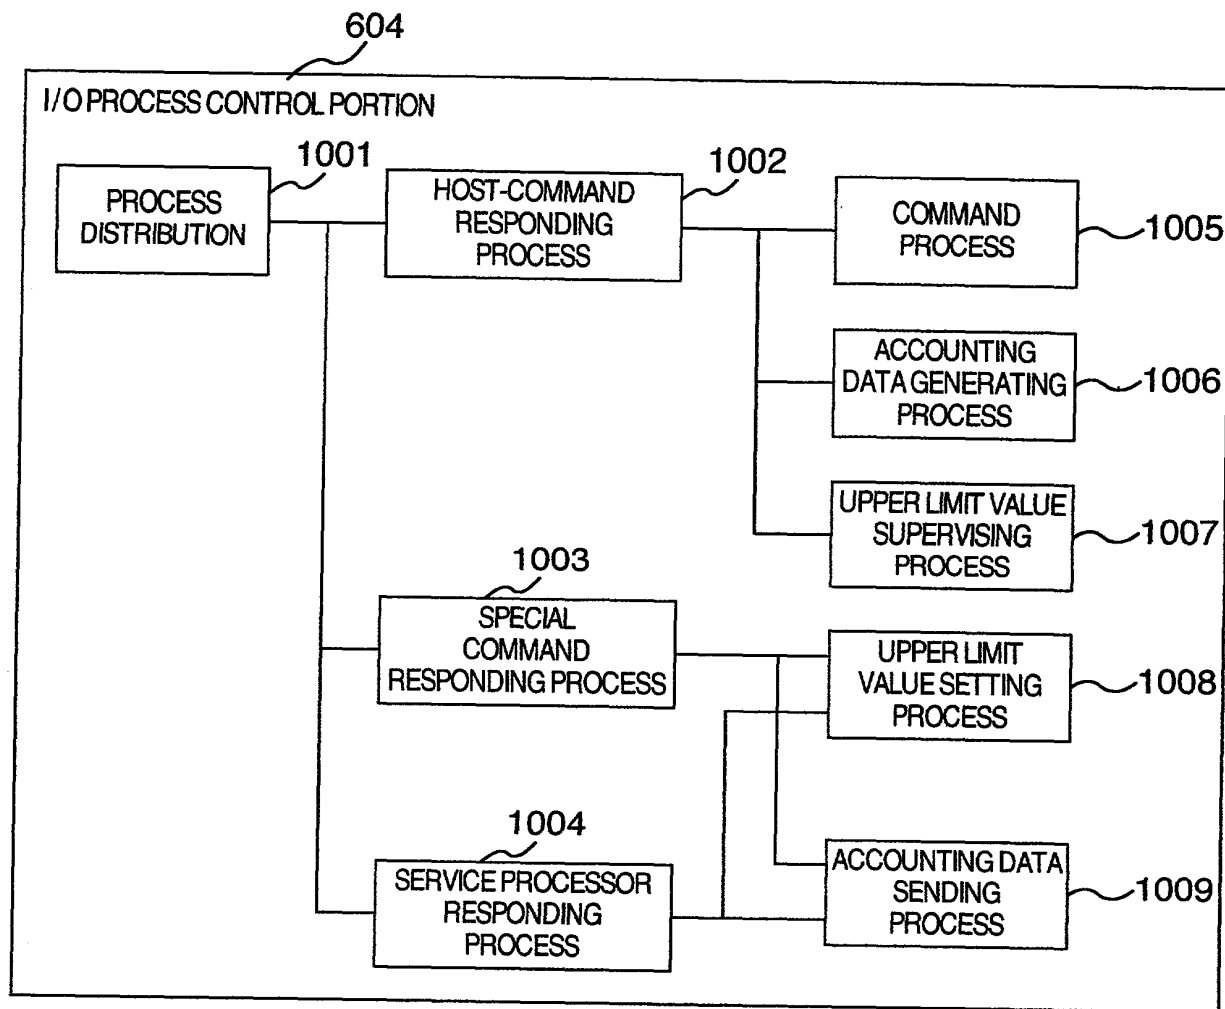 604
I/O PROCESS CONTROL PORTION
1001
PROCESS
DISTRIBUTION
HOST-COMMAND
RESPONDING
PROCESS
1002
COMMAND
PROCESS
1005
ACCOUNTING
DATA GENERATING
PROCESS
1006
UPPER LIMIT VALUE
SUPERVISING
PROCESS
1007
1003
SPECIAL
COMMAND
RESPONDING PROCESS
UPPER LIMIT
VALUE SETTING
PROCESS
1008
1004
SERVICE PROCESSOR
RESPONDING
PROCESS
ACCOUNTING DATA
SENDING
PROCESS
1009